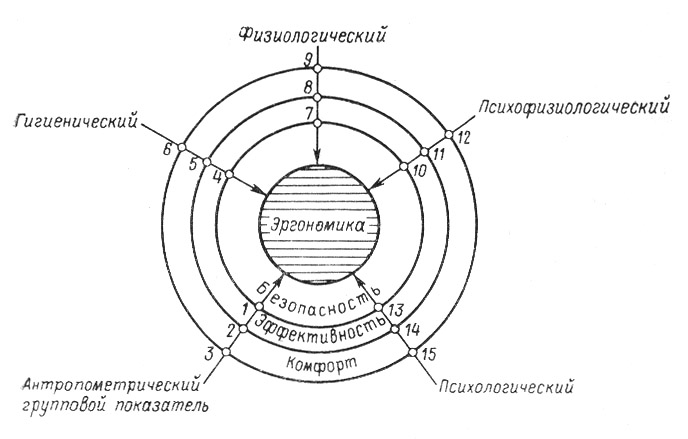 Физиологический
9
8
7
Гигиенический
6
5
4
Психофизиологический
12
11
10
Эргономика
Безопасность
1
13
Эффективность
2
14
Комфорт
3
15
Антропометрический
групповой показатель
Психологический